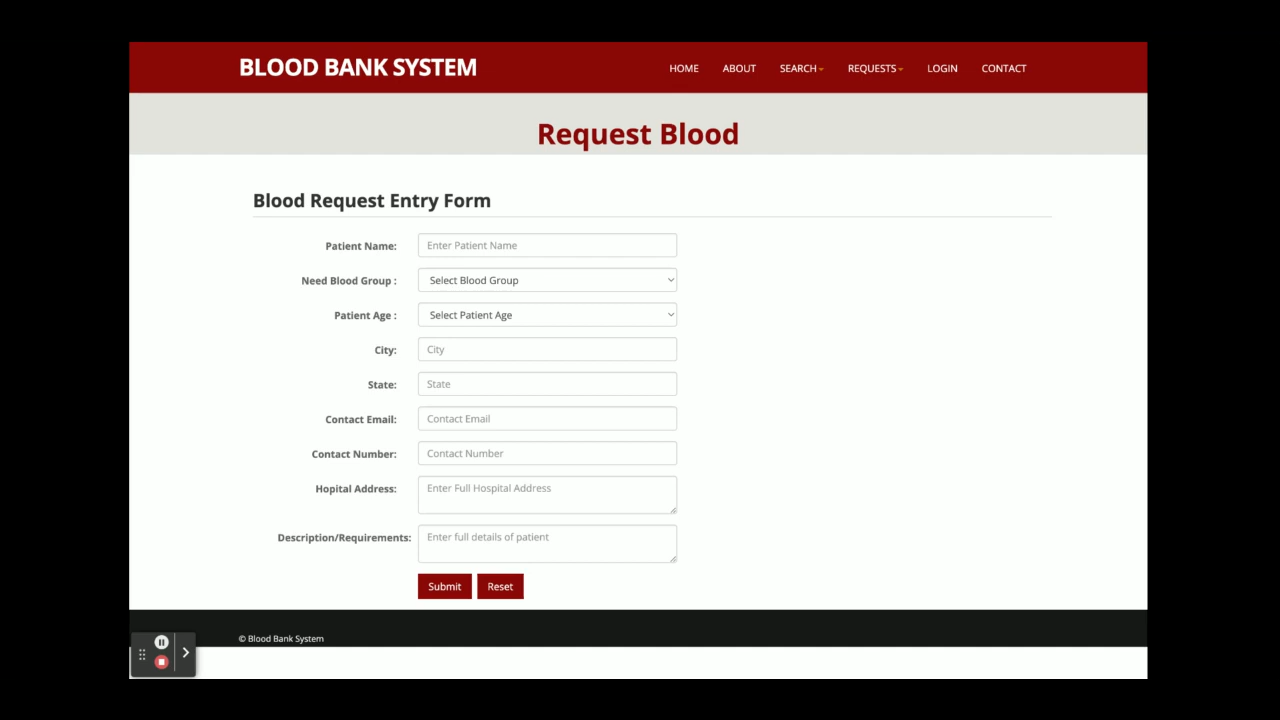 BLOOD BANK SYSTEM HOME ABOUT SEARCH REQUESTS LOGIN CONTACT
Request Blood
Blood Request Entry Form
Patient Name: Enter Patient Name
Need Blood Group : Select Blood Group
Patient Age : Select Patient Age
City: City
State: State
Contact Email: Contact Email
Contact Number: Contact Number
Hopital Address: Enter Full Hospital Address
Description/Requirements: Enter full details of patient
Submit Reset
© Blood Bank System